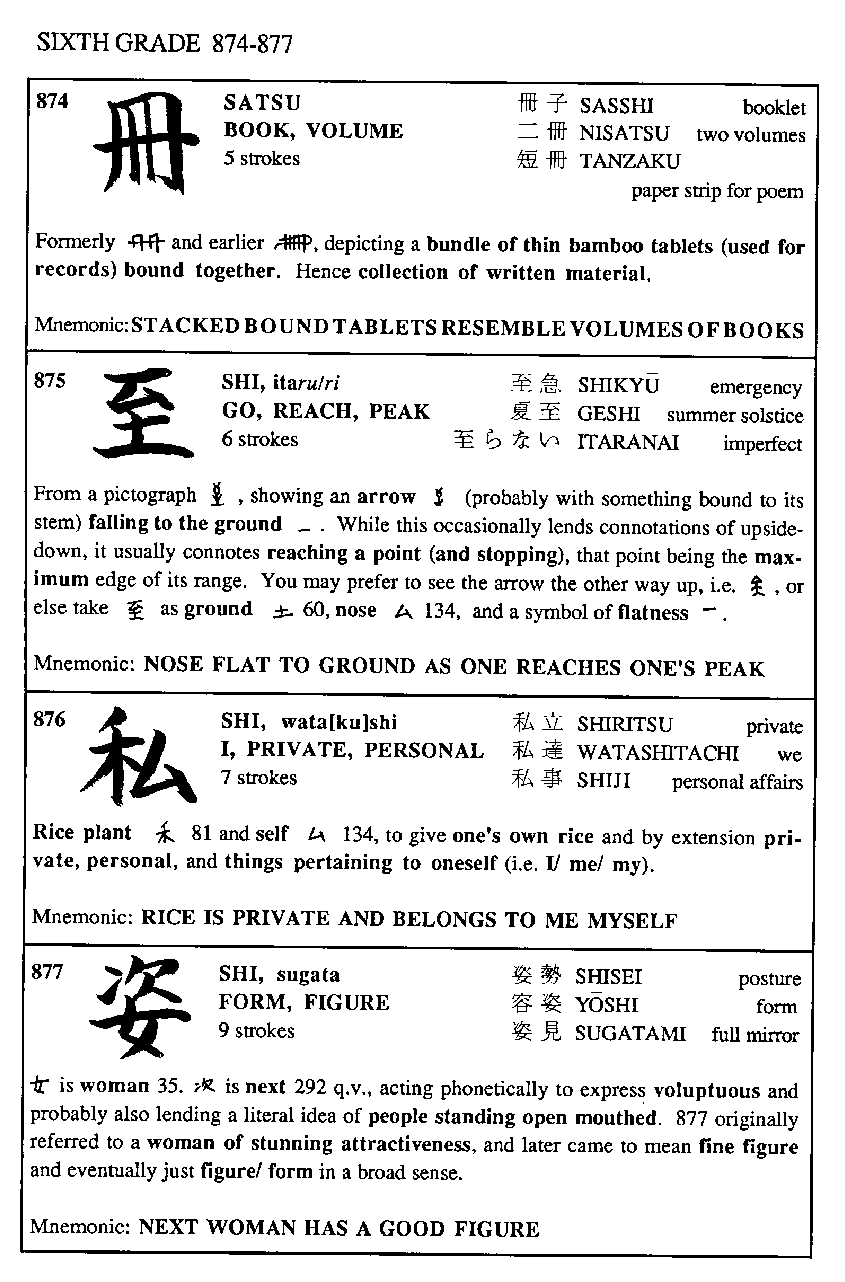 SIXTH GRADE 874-877
874 冊 SATSU 冊子 SASSHI booklet
BOOK, VOLUME 二冊 NISATSU two volumes
5 strokes 短冊 TANZAKU
paper strip for poem
Formerly and earlier , depicting a bundle of thin bamboo tablets (used for
records) bound together. Hence collection of written material.
Mnemonic: STACKED BOUND TABLETS RESEMBLE VOLUMES OF BOOKS
875 至 SHI, itaru/ri 至急 SHIKYŪ emergency
GO, REACH, PEAK 夏至 GESHI summer solstice
6 strokes 至らない ITARANAI imperfect
From a pictograph , showing an arrow (probably with something bound to its
stem) falling to the ground . While this occasionally lends connotations of upside-
down, it usually connotes reaching a point (and stopping), that point being the max-
imum edge of its range. You may prefer to see the arrow the other way up, i.e. , or
else take 至 as ground 土 60, nose ム 134, and a symbol of flatness 一 .
Mnemonic: NOSE FLAT TO GROUND AS ONE REACHES ONE'S PEAK
876 私 SHI, wata[ku]shi 私立 SHIRITSU private
I, PRIVATE, PERSONAL 私達 WATASHITACHI we
7 strokes 私事 SHIJI personal affairs
Rice plant 禾 81 and self ム 134, to give one's own rice and by extension pri-
vate, personal, and things pertaining to oneself (i.e. I/ me/ my).
Mnemonic: RICE IS PRIVATE AND BELONGS TO ME MYSELF
877 姿 SHI, sugata 姿勢 SHISEI posture
FORM, FIGURE 容姿 YŌSHI form
9 strokes 姿見 SUGATAMI full mirror
女 is woman 35. 次 is next 292 q.v., acting phonetically to express voluptuous and
probably also lending a literal idea of people standing open mouthed. 877 originally
referred to a woman of stunning attractiveness, and later came to mean fine figure
and eventually just figure/ form in a broad sense.
Mnemonic: NEXT WOMAN HAS A GOOD FIGURE